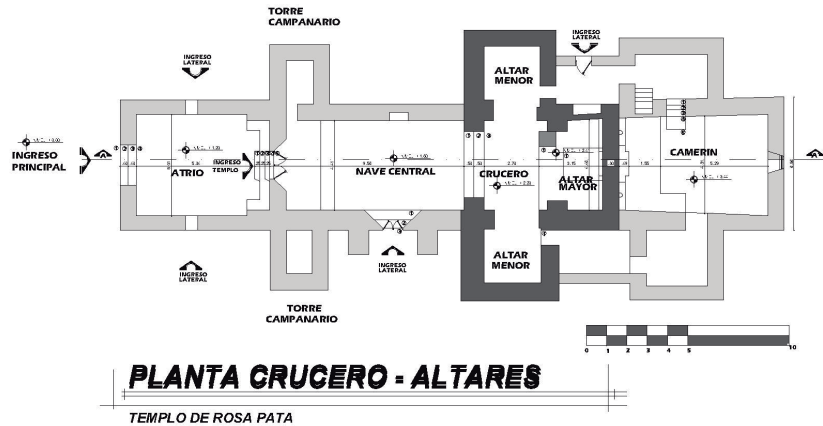 TORRE
CAMPANARIO
INGRESO
LATERAL
INGRESO
LATERAL
ALTAR
MENOR
INGRESO
PRINCIPAL
A
ATRIO
INGRESO
TEMPLO
NAVE CENTRAL
CRUCERO
ALTAR
MAYOR
CAMERIN
A
ALTAR
MENOR
INGRESO
LATERAL
INGRESO
LATERAL
TORRE
CAMPANARIO
0 1 2 3 4 5 10
PLANTA CRUCERO - ALTARES
TEMPLO DE ROSA PATA